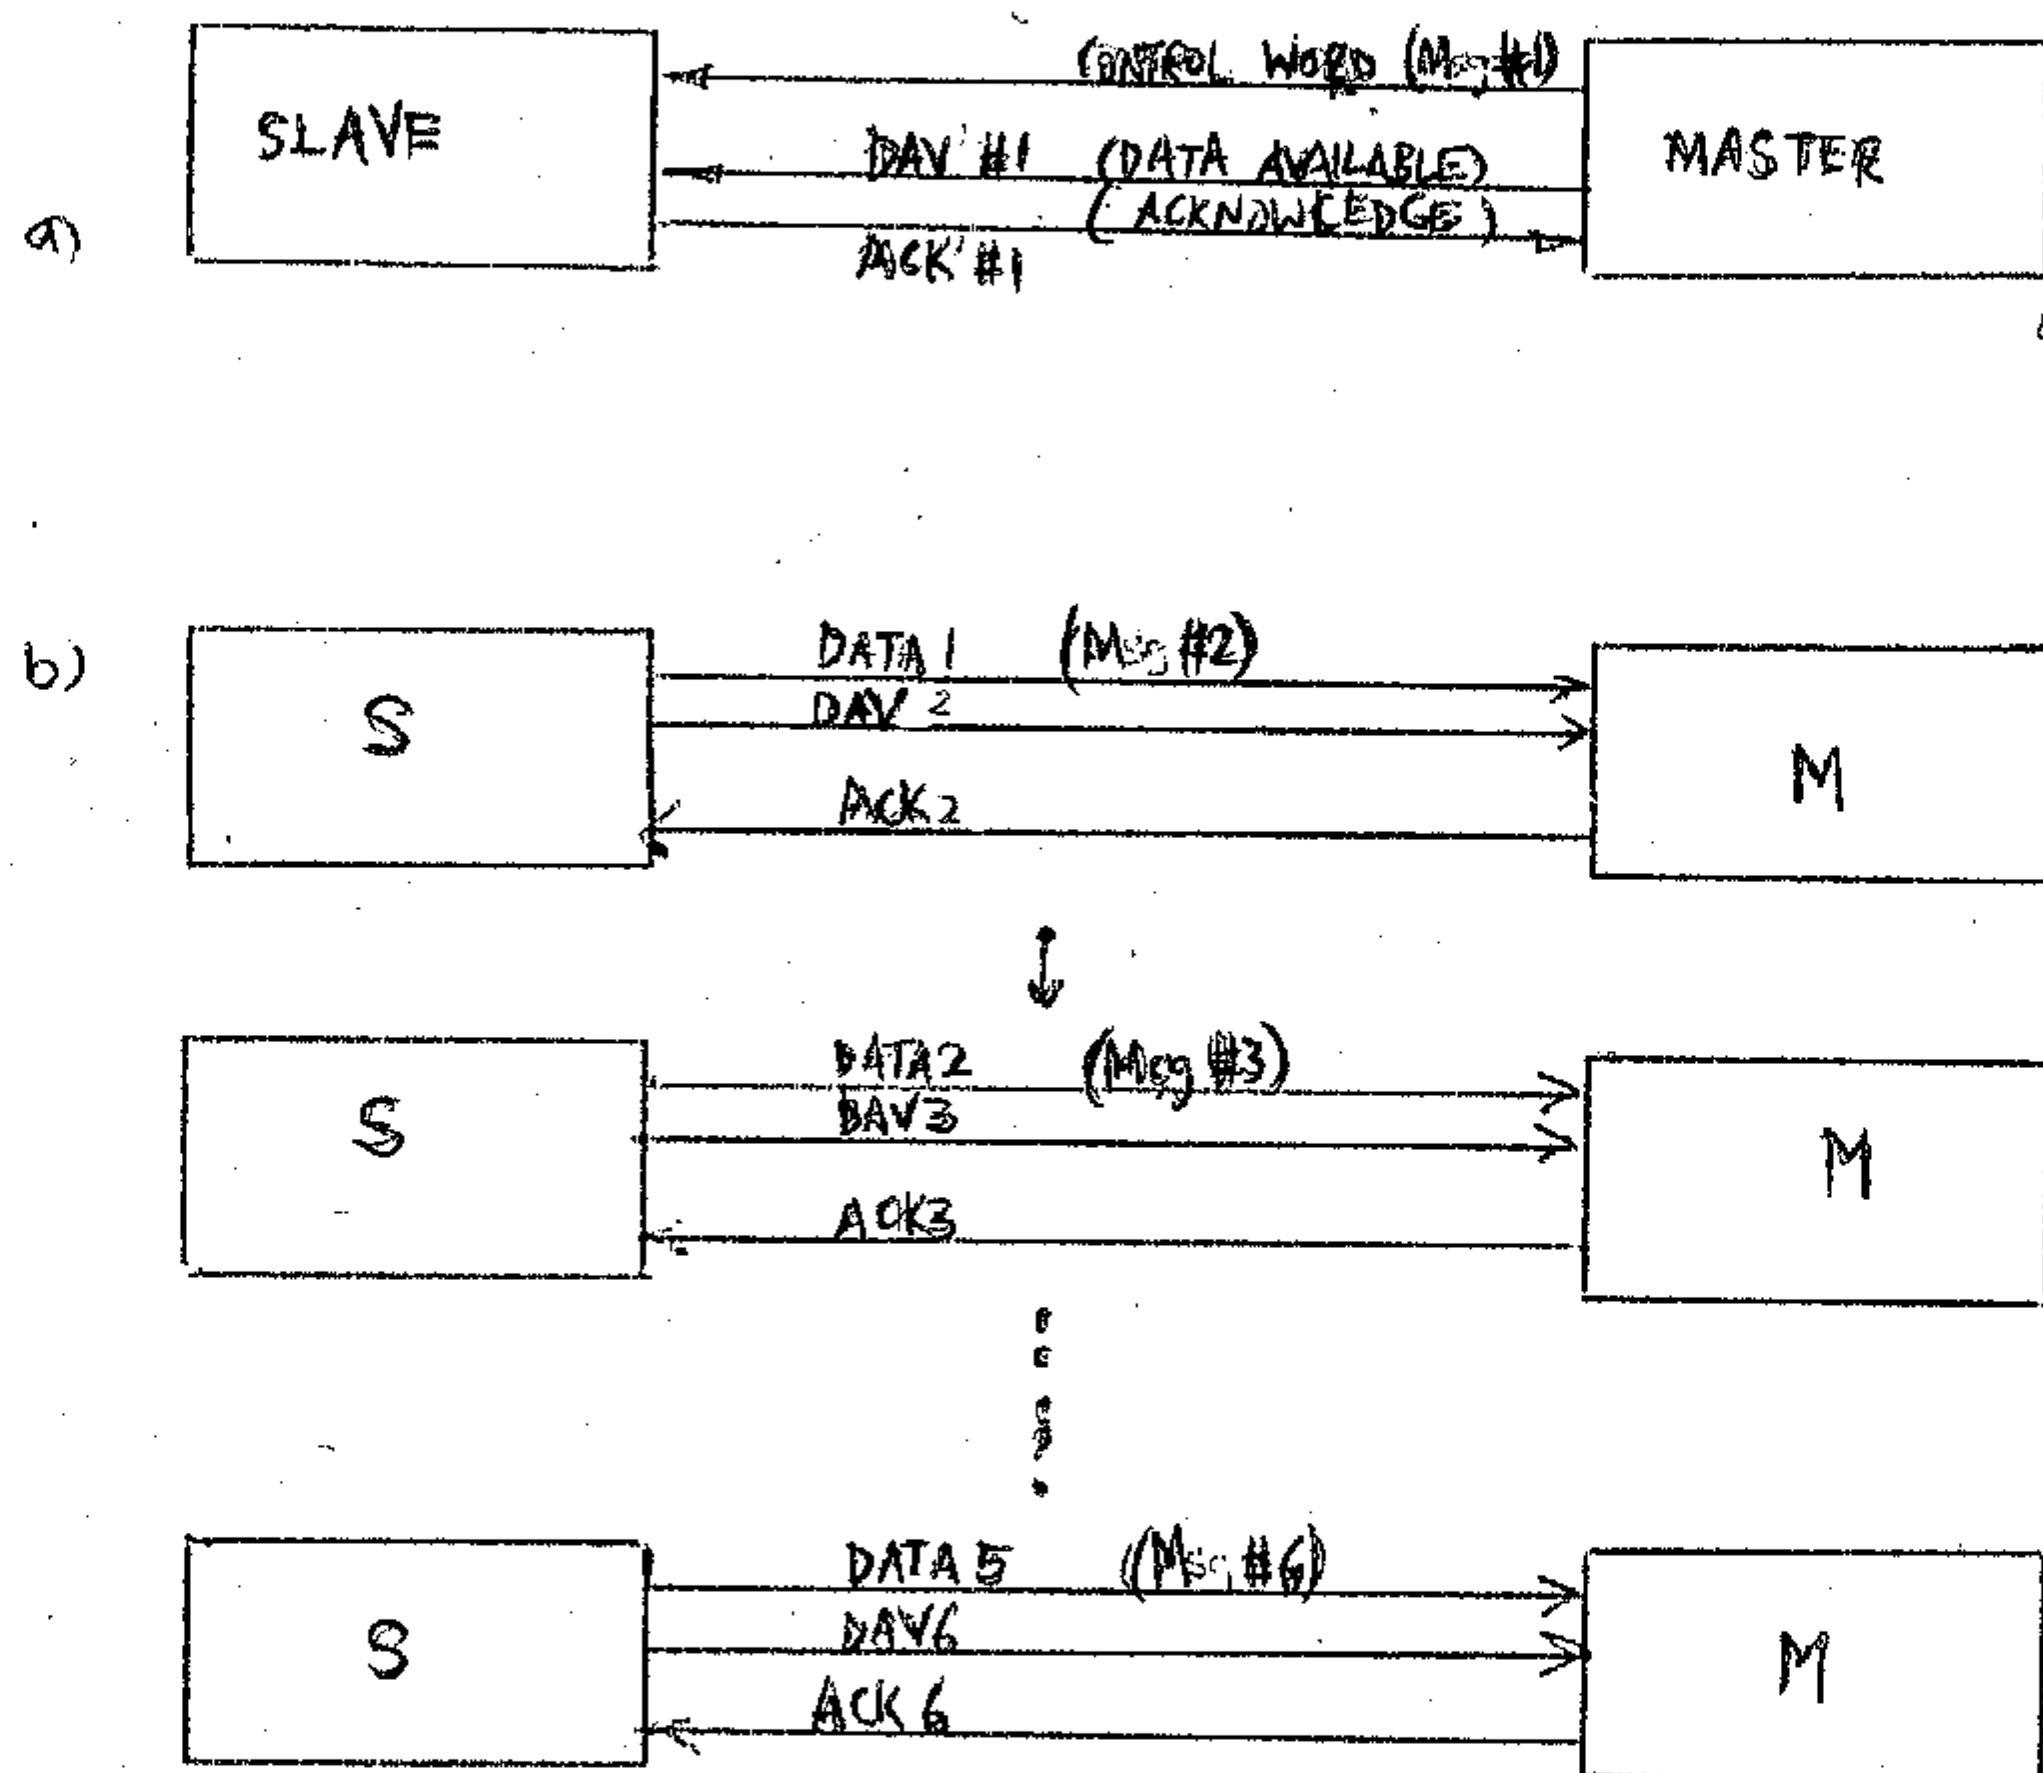 CONTROL WORD (Msg #1)
SLAVE
DAV #1 (DATA AVAILABLE)
MASTER
(ACKNOWLEDGE)
a)
ACK #1
b)
DATA 1 (Msg #2)
DAV 2
S
M
ACK 2
DATA 2 (Msg #3)
DAV 3
S
M
ACK 3
DATA 5 (Msg #6)
DAV 6
S
M
ACK 6